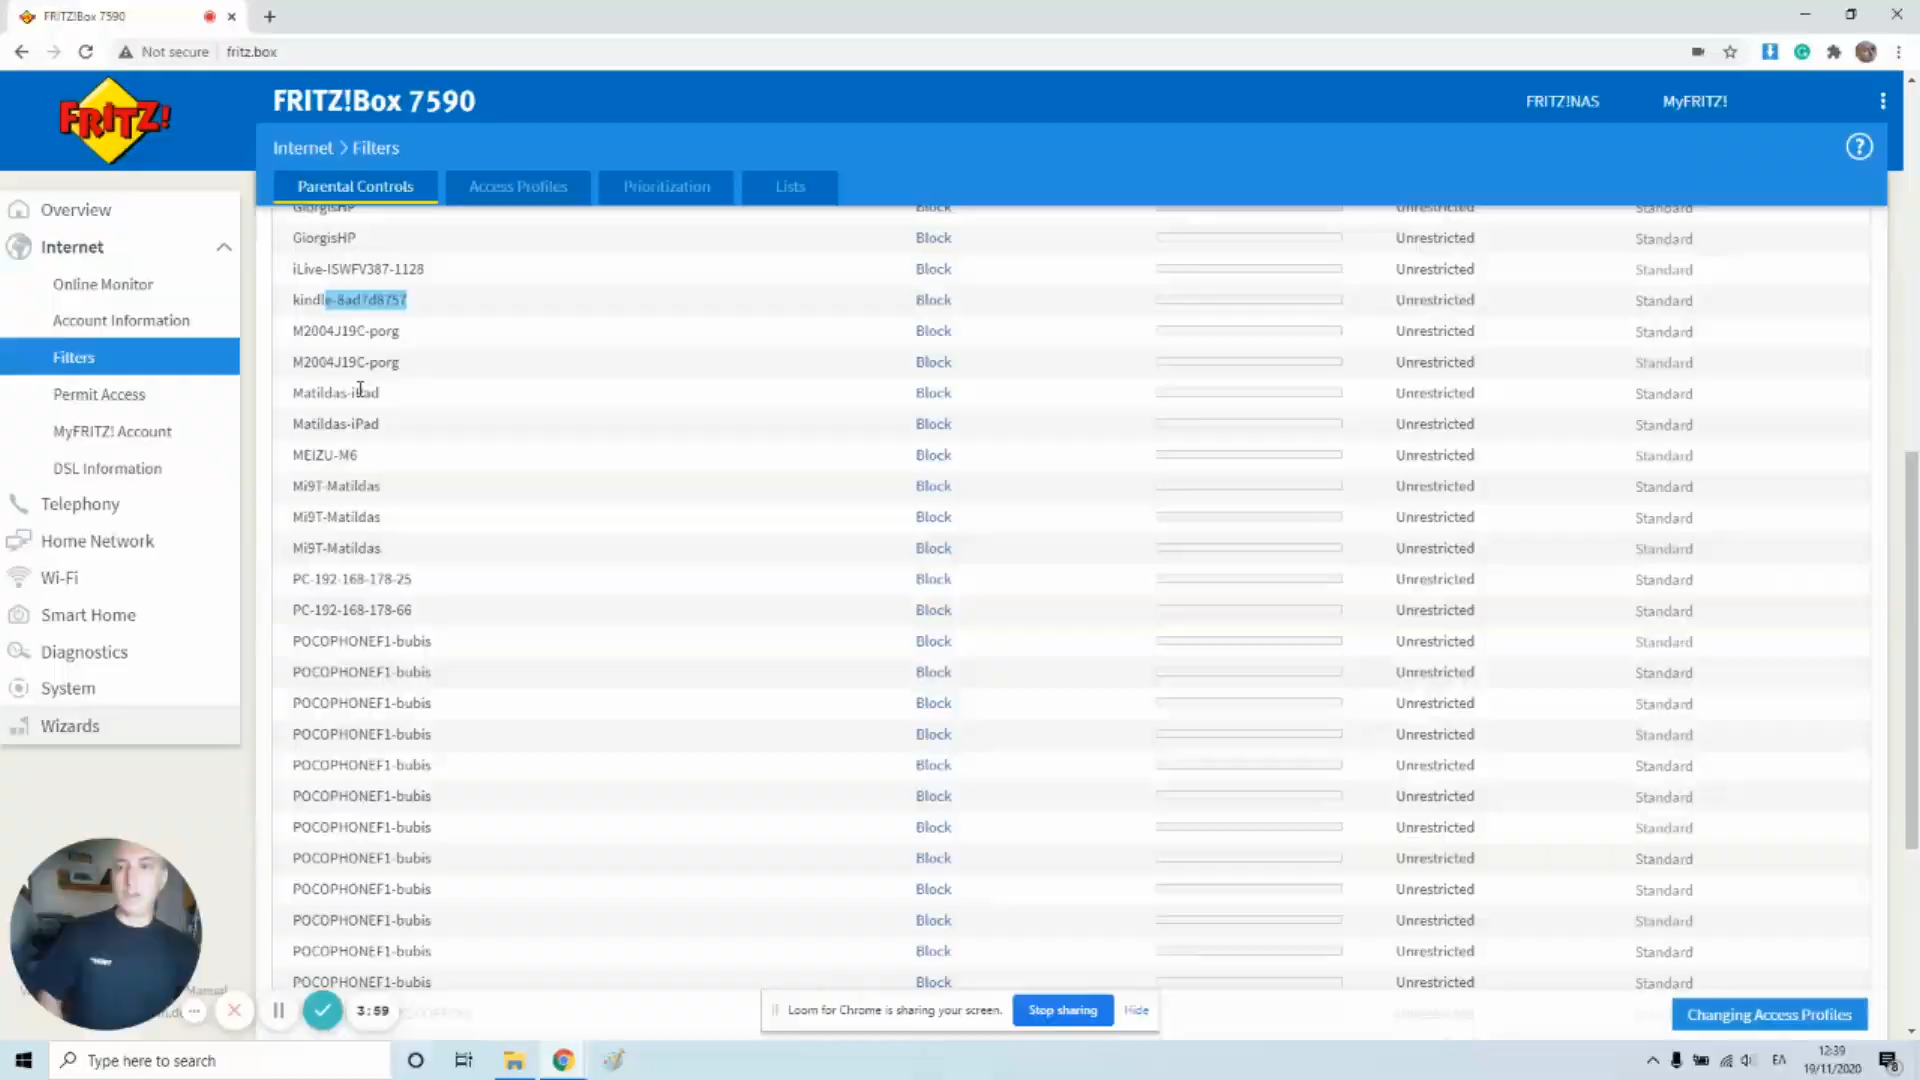 FRITZ!Box 7590
Not secure fritz.box
FRITZ!
FRITZ!Box 7590
FRITZ!NAS MyFRITZ!
Internet > Filters
?
Parental Controls Access Profiles Prioritization Lists
Overview
Internet
Online Monitor
Account Information
Filters
Permit Access
MyFRITZ! Account
DSL Information
Telephony
Home Network
Wi-Fi
Smart Home
Diagnostics
System
Wizards
GiorgisHP Block Unrestricted Standard
GiorgisHP Block Unrestricted Standard
iLive-ISWFV387-1128 Block Unrestricted Standard
kindle-8ad7d8757 Block Unrestricted Standard
M2004J19C-porg Block Unrestricted Standard
M2004J19C-porg Block Unrestricted Standard
Matildas-iPad Block Unrestricted Standard
Matildas-iPad Block Unrestricted Standard
MEIZU-M6 Block Unrestricted Standard
Mi9T-Matildas Block Unrestricted Standard
Mi9T-Matildas Block Unrestricted Standard
Mi9T-Matildas Block Unrestricted Standard
PC-192-168-178-25 Block Unrestricted Standard
PC-192-168-178-66 Block Unrestricted Standard
POCOPHONEF1-bubis Block Unrestricted Standard
POCOPHONEF1-bubis Block Unrestricted Standard
POCOPHONEF1-bubis Block Unrestricted Standard
POCOPHONEF1-bubis Block Unrestricted Standard
POCOPHONEF1-bubis Block Unrestricted Standard
POCOPHONEF1-bubis Block Unrestricted Standard
POCOPHONEF1-bubis Block Unrestricted Standard
POCOPHONEF1-bubis Block Unrestricted Standard
POCOPHONEF1-bubis Block Unrestricted Standard
POCOPHONEF1-bubis Block Unrestricted Standard
POCOPHONEF1-bubis Block Unrestricted Standard
POCOPHONEF1-bubis Block Unrestricted Standard
Manual
3:59
Loom for Chrome is sharing your screen. Stop sharing Hide
Changing Access Profiles
Type here to search
ΕΛ
12:39
19/11/2020
8